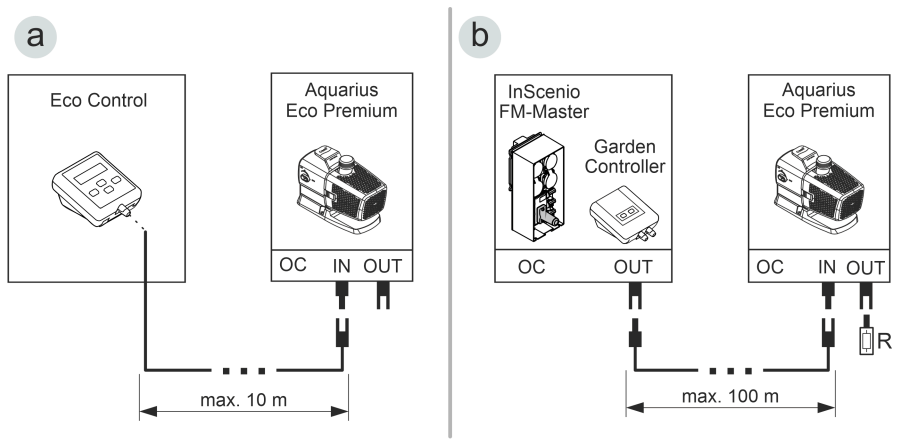 a
Eco Control
Aquarius
Eco Premium
OC IN OUT
max. 10 m
b
InScenio
FM-Master
Garden
Controller
OC OUT
Aquarius
Eco Premium
OC IN OUT
R
max. 100 m